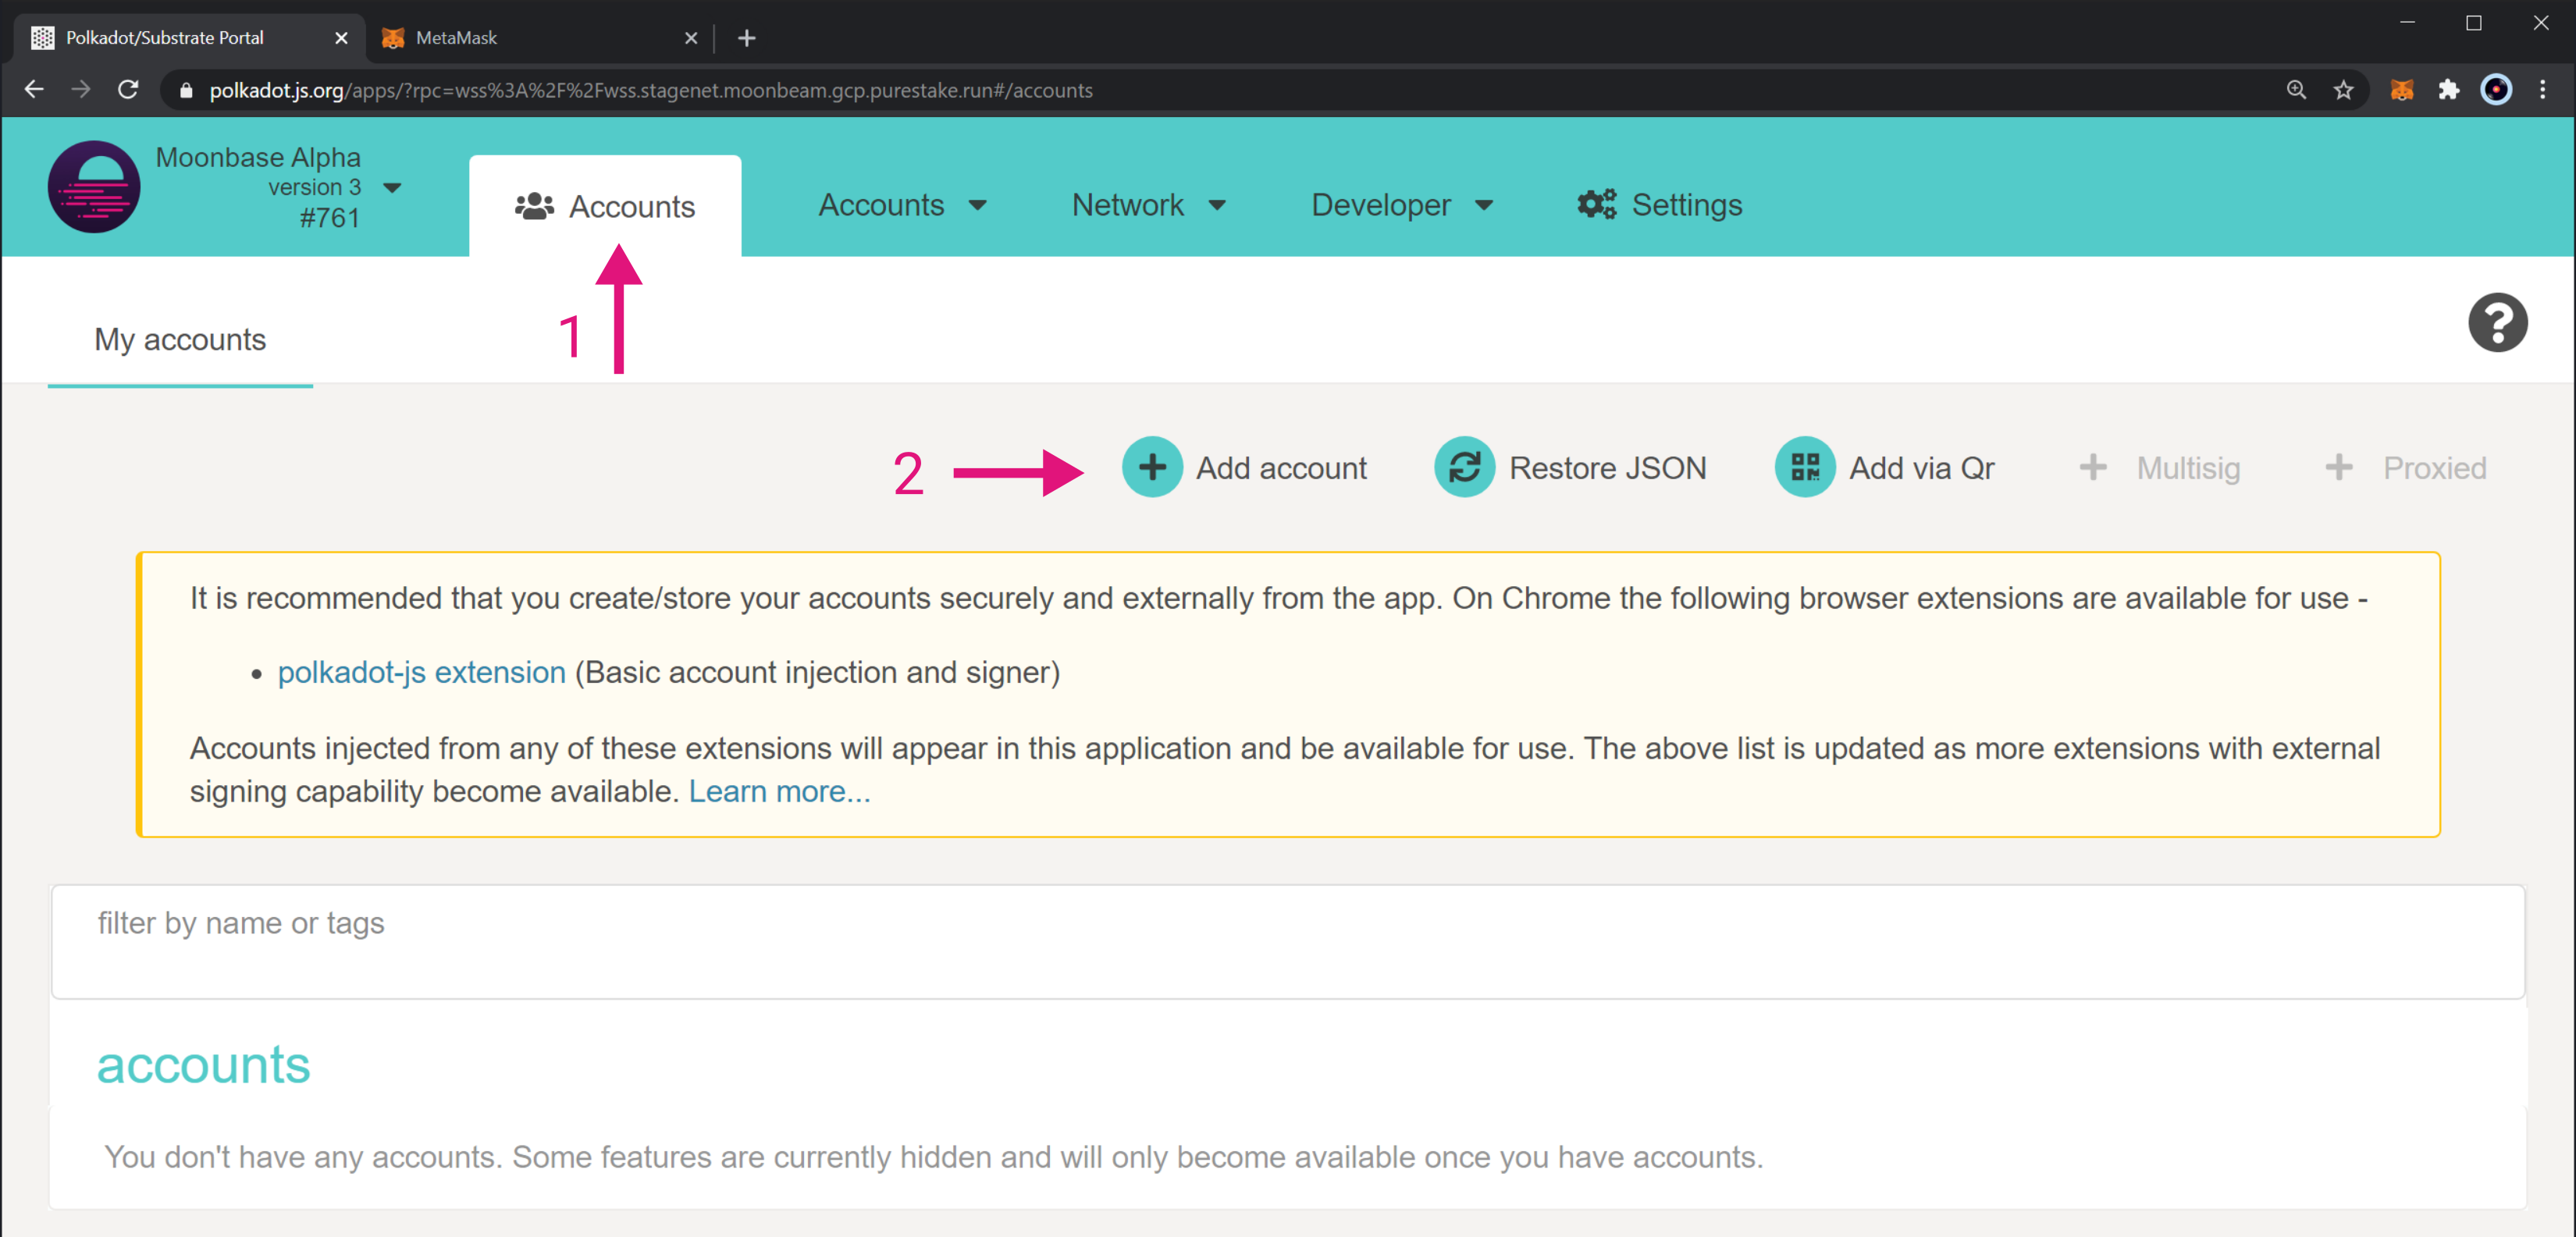 Polkadot/Substrate Portal
MetaMask
polkadot.js.org/apps/?rpc=wss%3A%2F%2Fwss.stagenet.moonbeam.gcp.purestake.run#/accounts
Moonbase Alpha
version 3
#761
Accounts
Accounts
Network
Developer
Settings
1
My accounts
?
2
Add account
Restore JSON
Add via Qr
Multisig
Proxied
It is recommended that you create/store your accounts securely and externally from the app. On Chrome the following browser extensions are available for use -
• polkadot-js extension (Basic account injection and signer)
Accounts injected from any of these extensions will appear in this application and be available for use. The above list is updated as more extensions with external
signing capability become available. Learn more...
filter by name or tags
accounts
You don't have any accounts. Some features are currently hidden and will only become available once you have accounts.